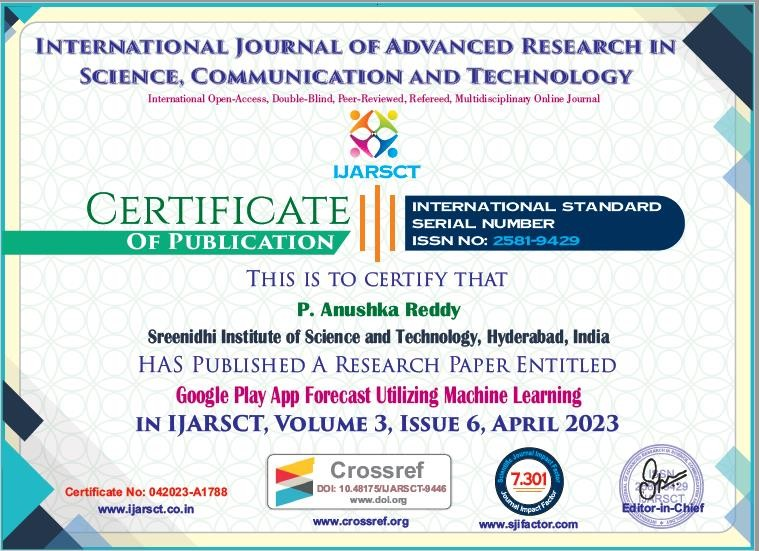 INTERNATIONAL JOURNAL OF ADVANCED RESEARCH IN
SCIENCE, COMMUNICATION AND TECHNOLOGY
International Open-Access, Double-Blind, Peer-Reviewed, Refereed, Multidisciplinary Online Journal
IJARSCT
CERTIFICATE
OF PUBLICATION
INTERNATIONAL STANDARD
SERIAL NUMBER
ISSN NO: 2581-9429
THIS IS TO CERTIFY THAT
P. Anushka Reddy
Sreenidhi Institute of Science and Technology, Hyderabad, India
HAS PUBLISHED A RESEARCH PAPER ENTITLED
Google Play App Forecast Utilizing Machine Learning
IN IJARSCT, VOLUME 3, ISSUE 6, APRIL 2023
Certificate No: 042023-A1788
www.ijarsct.co.in
Crossref
DOI: 10.48175/IJARSCT-9446
www.doi.org
www.crossref.org
Scientific Journal Impact Factor
7.301
Journal Impact Factor
www.sjifactor.com
ISSN
IJARSCT
Editor-in-Chief